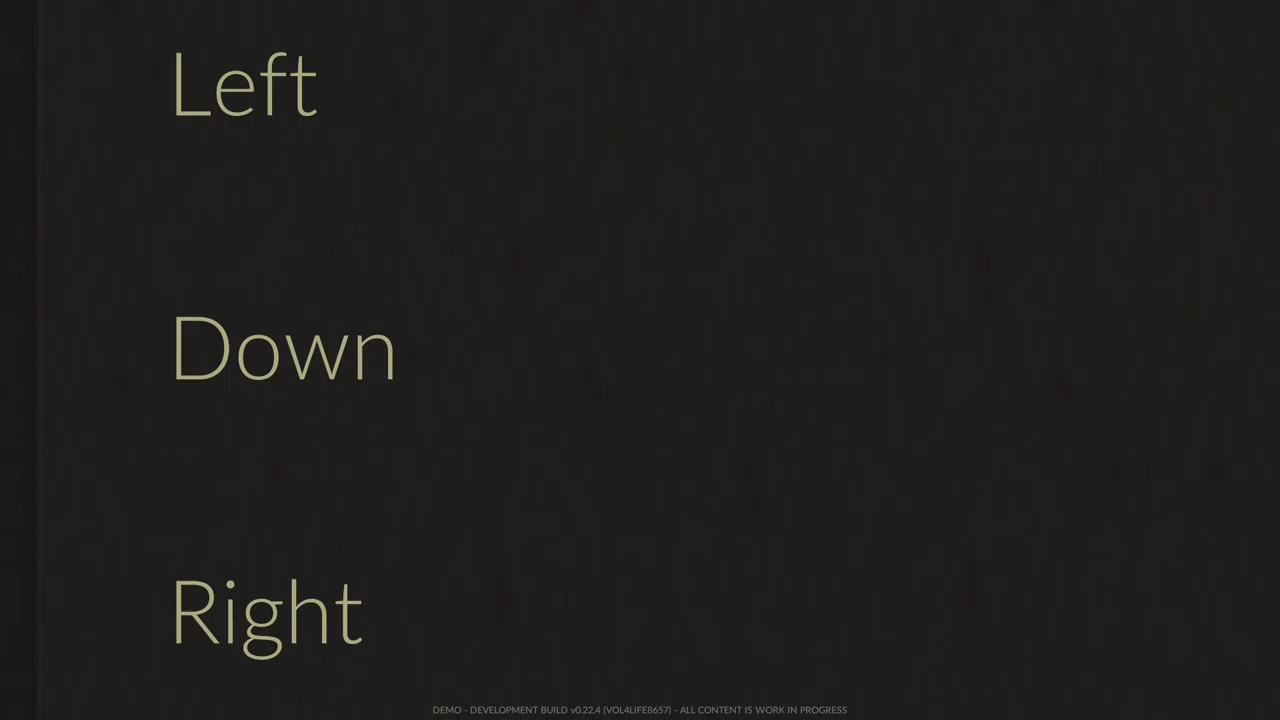 Left
Down
Right
DEMO - DEVELOPMENT BUILD v0.22.4 (VOL4LIFE8657) - ALL CONTENT IS WORK IN PROGRESS